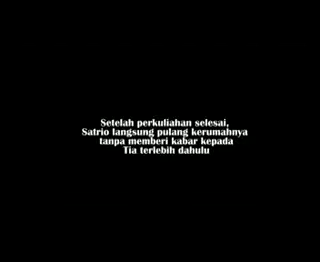 Setelah perkuliahan selesai,
Satrio langsung pulang kerumahnya
tanpa memberi kabar kepada
Tia terlebih dahulu